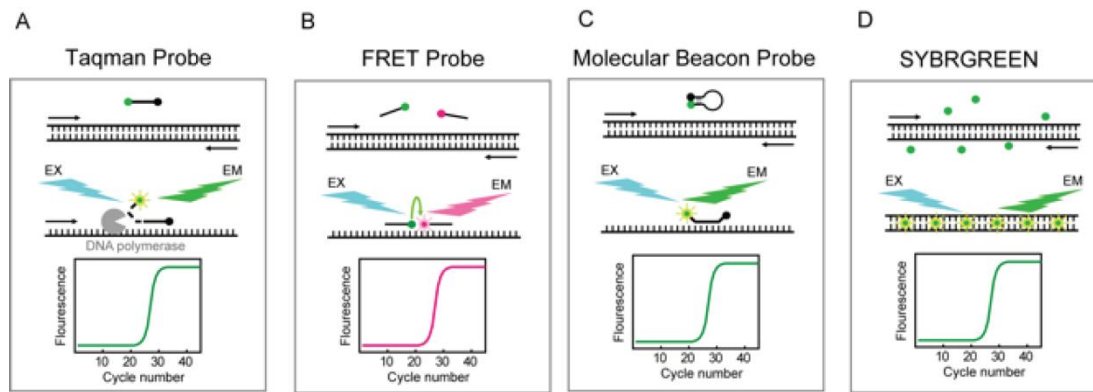 A
Taqman Probe
EX
EM
DNA polymerase
Flourescence
10 20 30 40
Cycle number
B
FRET Probe
EX
EM
Flourescence
10 20 30 40
Cycle number
C
Molecular Beacon Probe
EX
EM
Flourescence
10 20 30 40
Cycle number
D
SYBRGREEN
EX
EM
Flourescence
10 20 30 40
Cycle number